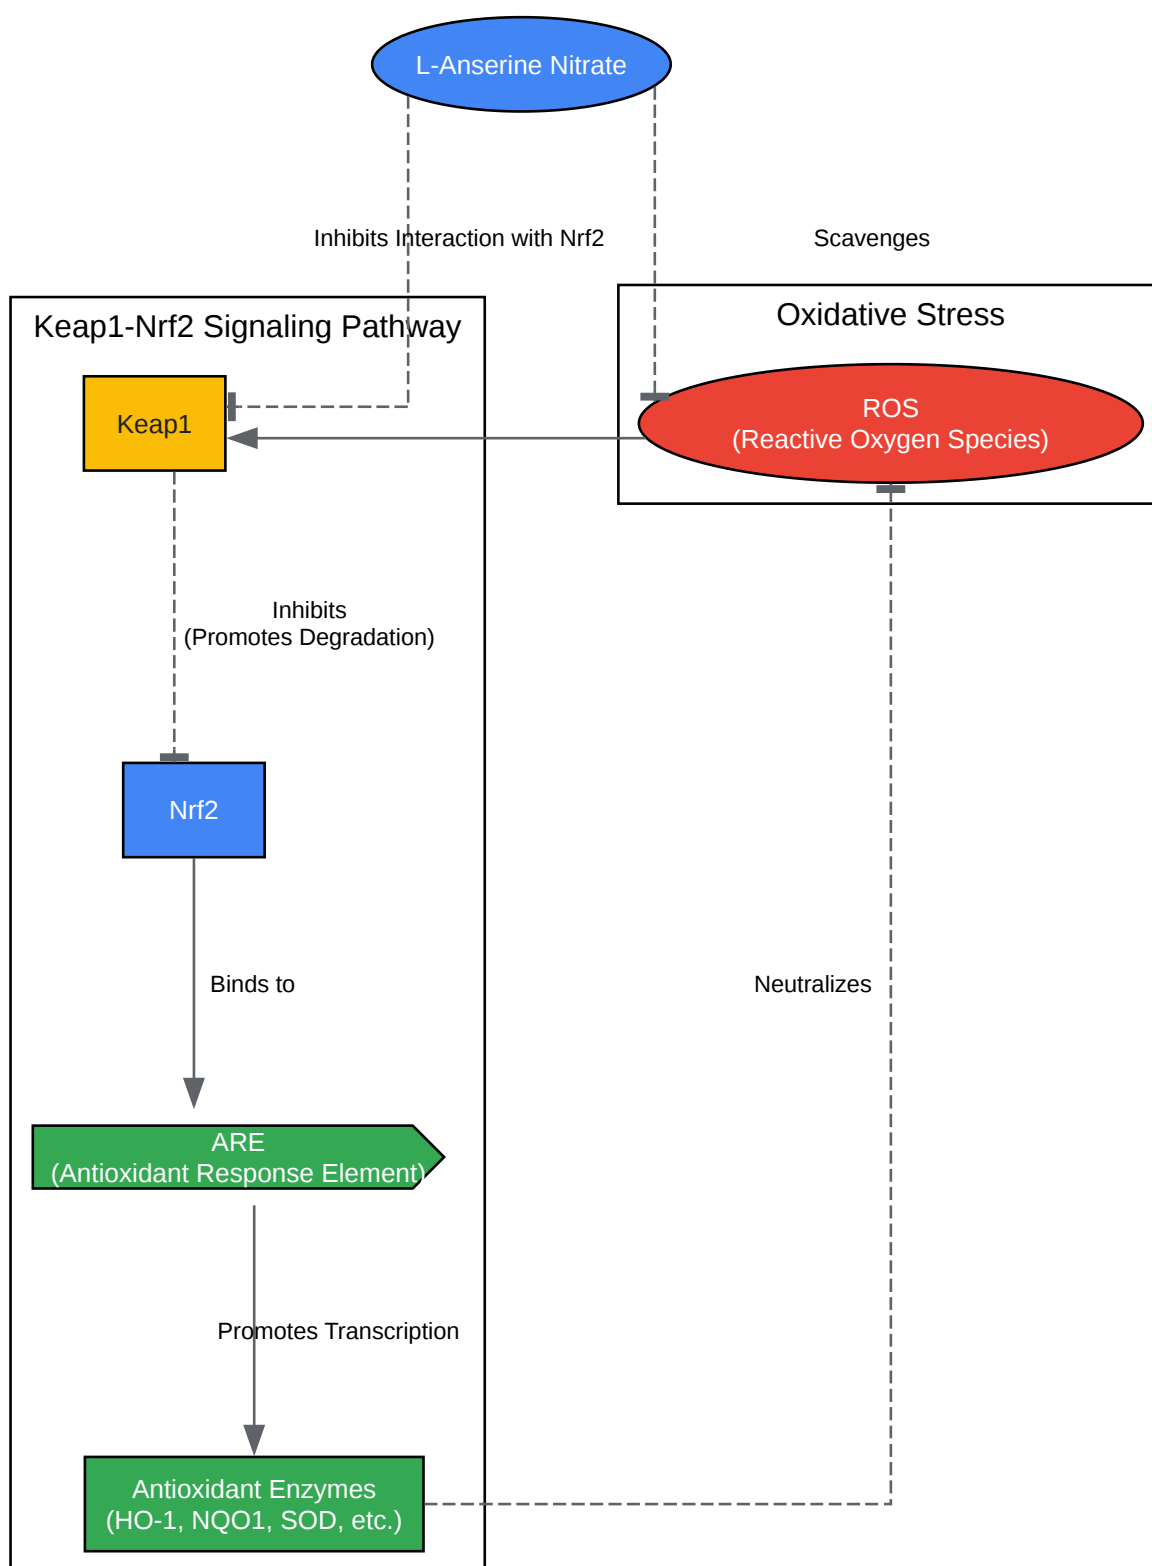 L-Anserine Nitrate
Inhibits Interaction with Nrf2
Scavenges
Keap1-Nrf2 Signaling Pathway
Oxidative Stress
Keap1
ROS
(Reactive Oxygen Species)
Inhibits
(Promotes Degradation)
Nrf2
Binds to
Neutralizes
ARE
(Antioxidant Response Element)
Promotes Transcription
Antioxidant Enzymes
(HO-1, NQO1, SOD, etc.)